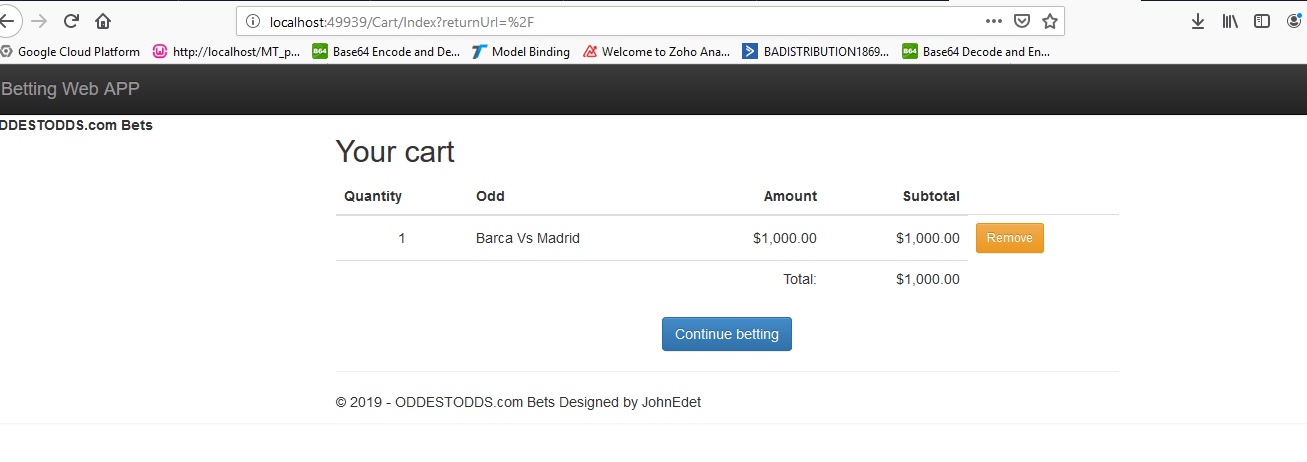 localhost:49939/Cart/Index?returnUrl=%2F
Google Cloud Platform http://localhost/MT_p... Base64 Encode and De... Model Binding Welcome to Zoho Ana... BADISTRIBUTION1869... Base64 Decode and En...
Betting Web APP
DDESTODDS.com Bets
Your cart
Quantity Odd Amount Subtotal
1 Barca Vs Madrid $1,000.00 $1,000.00 Remove
Total: $1,000.00
Continue betting
© 2019 - ODDESTODDS.com Bets Designed by JohnEdet